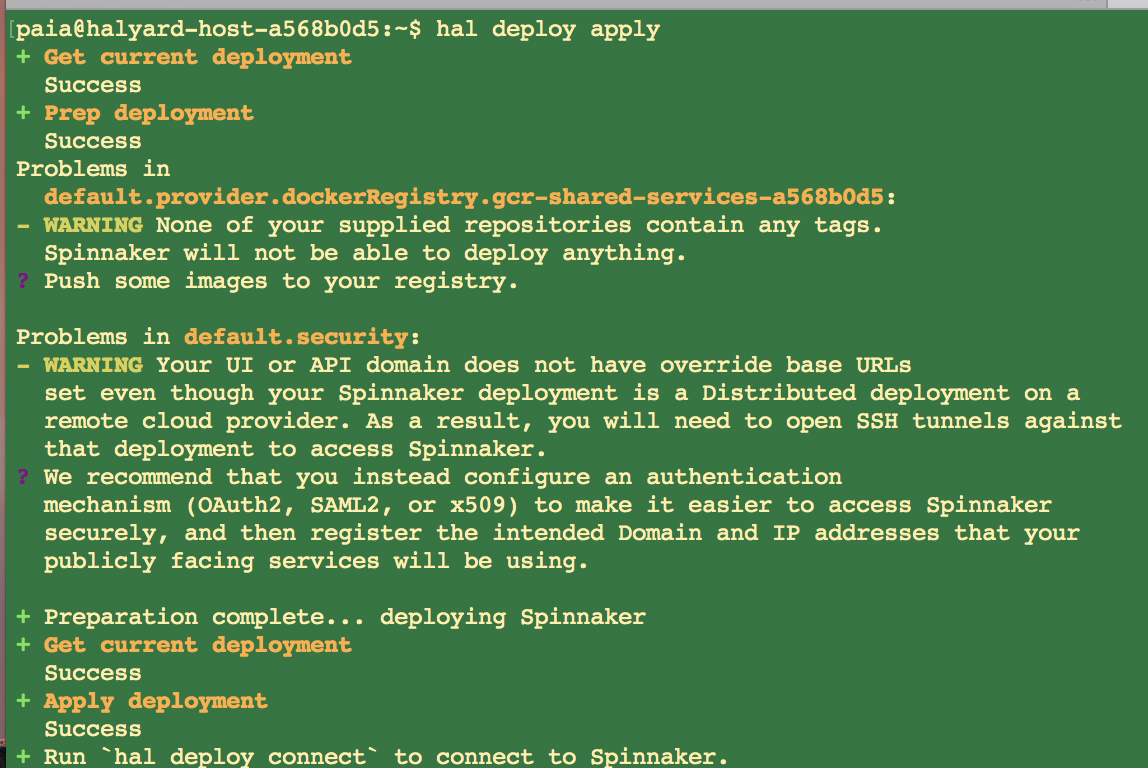 [paia@halyard-host-a568b0d5:~$ hal deploy apply
+ Get current deployment
  Success
+ Prep deployment
  Success
Problems in
  default.provider.dockerRegistry.gcr-shared-services-a568b0d5:
- WARNING None of your supplied repositories contain any tags.
  Spinnaker will not be able to deploy anything.
? Push some images to your registry.

Problems in default.security:
- WARNING Your UI or API domain does not have override base URLs
  set even though your Spinnaker deployment is a Distributed deployment on a
  remote cloud provider. As a result, you will need to open SSH tunnels against
  that deployment to access Spinnaker.
? We recommend that you instead configure an authentication
  mechanism (OAuth2, SAML2, or x509) to make it easier to access Spinnaker
  securely, and then register the intended Domain and IP addresses that your
  publicly facing services will be using.

+ Preparation complete... deploying Spinnaker
+ Get current deployment
  Success
+ Apply deployment
  Success
+ Run `hal deploy connect` to connect to Spinnaker.